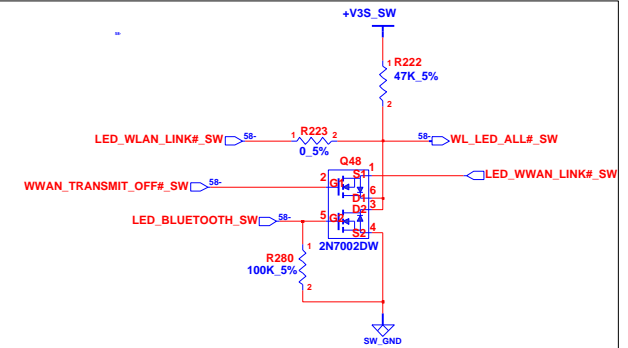 +V3S_SW
58-
1 R222
47K_5%
2
LED_WLAN_LINK#_SW 58- 1 R223 2 58- WL_LED_ALL#_SW
0_5%
Q48
2 S1 1 LED_WWAN_LINK#_SW
WWAN_TRANSMIT_OFF#_SW 58- G1
D1 6
D2 3
LED_BLUETOOTH_SW 58- 5 G2
S2 4
2N7002DW
1
R280
100K_5%
2
SW_GND